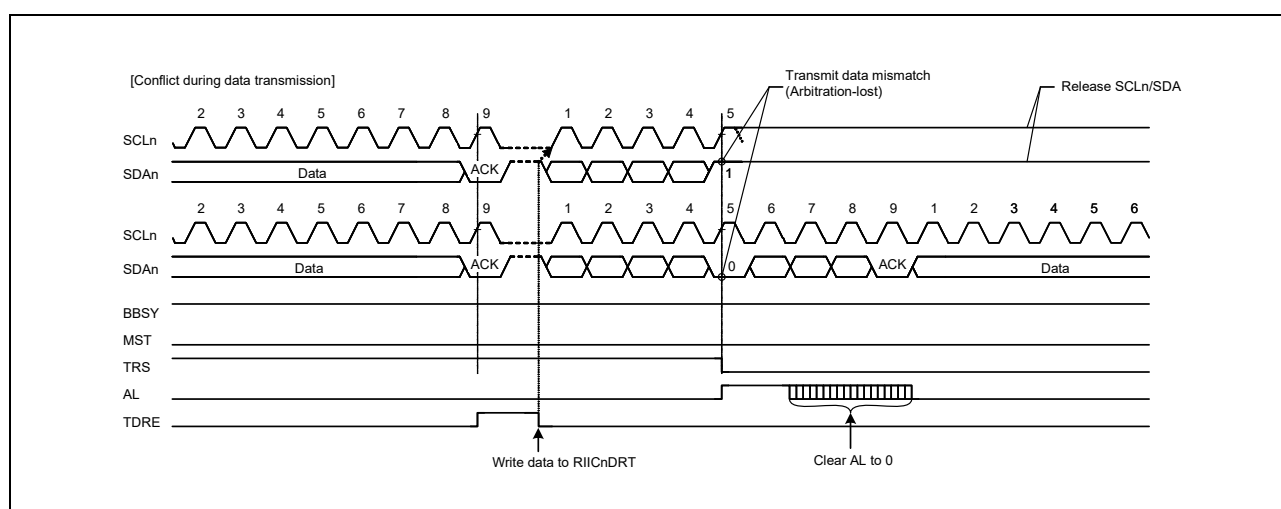 [Conflict during data transmission]
Transmit data mismatch
(Arbitration-lost)
Release SCLn/SDA
2 3 4 5 6 7 8 9 1 2 3 4 5
SCLn
SDAn Data ACK 1
2 3 4 5 6 7 8 9 1 2 3 4 5 6 7 8 9 1 2 3 4 5 6
SCLn
SDAn Data ACK 0 ACK Data
BBSY
MST
TRS
AL
TDRE
Write data to RIICnDRT Clear AL to 0